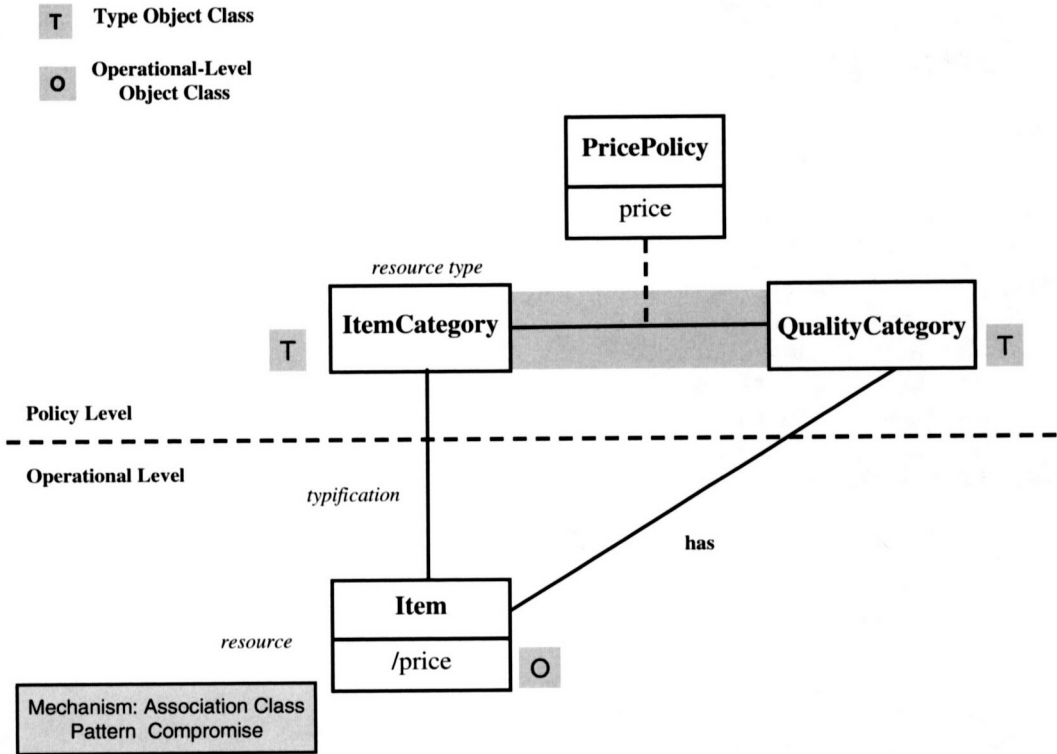 T Type Object Class
O Operational-Level
Object Class
PricePolicy
price
resource type
ItemCategory
QualityCategory
T
T
Policy Level
Operational Level
typification
has
Item
resource
/price
O
Mechanism: Association Class
Pattern Compromise